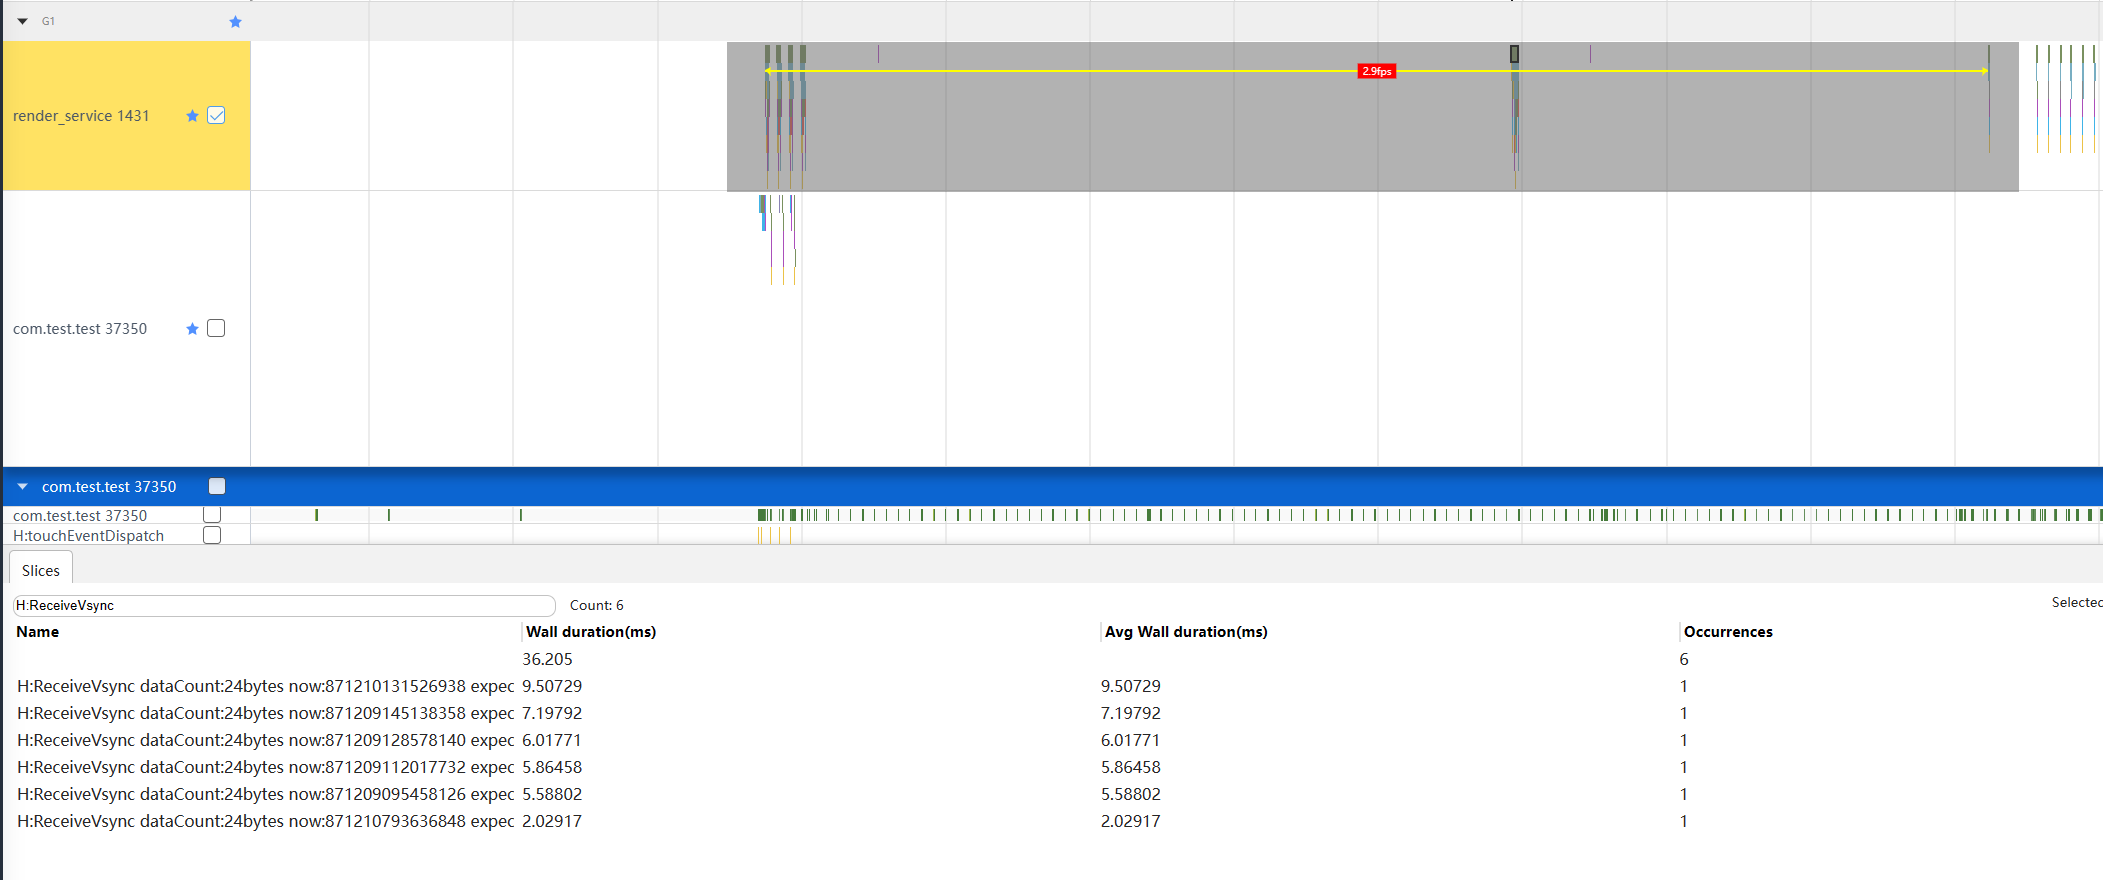 G1
render_service 1431
2.9fps
com.test.test 37350
com.test.test 37350
com.test.test 37350
H:touchEventDispatch
Slices
H:ReceiveVsync Count: 6 Selected
Name Wall duration(ms) Avg Wall duration(ms) Occurrences
36.205 6
H:ReceiveVsync dataCount:24bytes now:871210131526938 expec 9.50729 9.50729 1
H:ReceiveVsync dataCount:24bytes now:871209145138358 expec 7.19792 7.19792 1
H:ReceiveVsync dataCount:24bytes now:871209128578140 expec 6.01771 6.01771 1
H:ReceiveVsync dataCount:24bytes now:871209112017732 expec 5.86458 5.86458 1
H:ReceiveVsync dataCount:24bytes now:871209095458126 expec 5.58802 5.58802 1
H:ReceiveVsync dataCount:24bytes now:871210793636848 expec 2.02917 2.02917 1